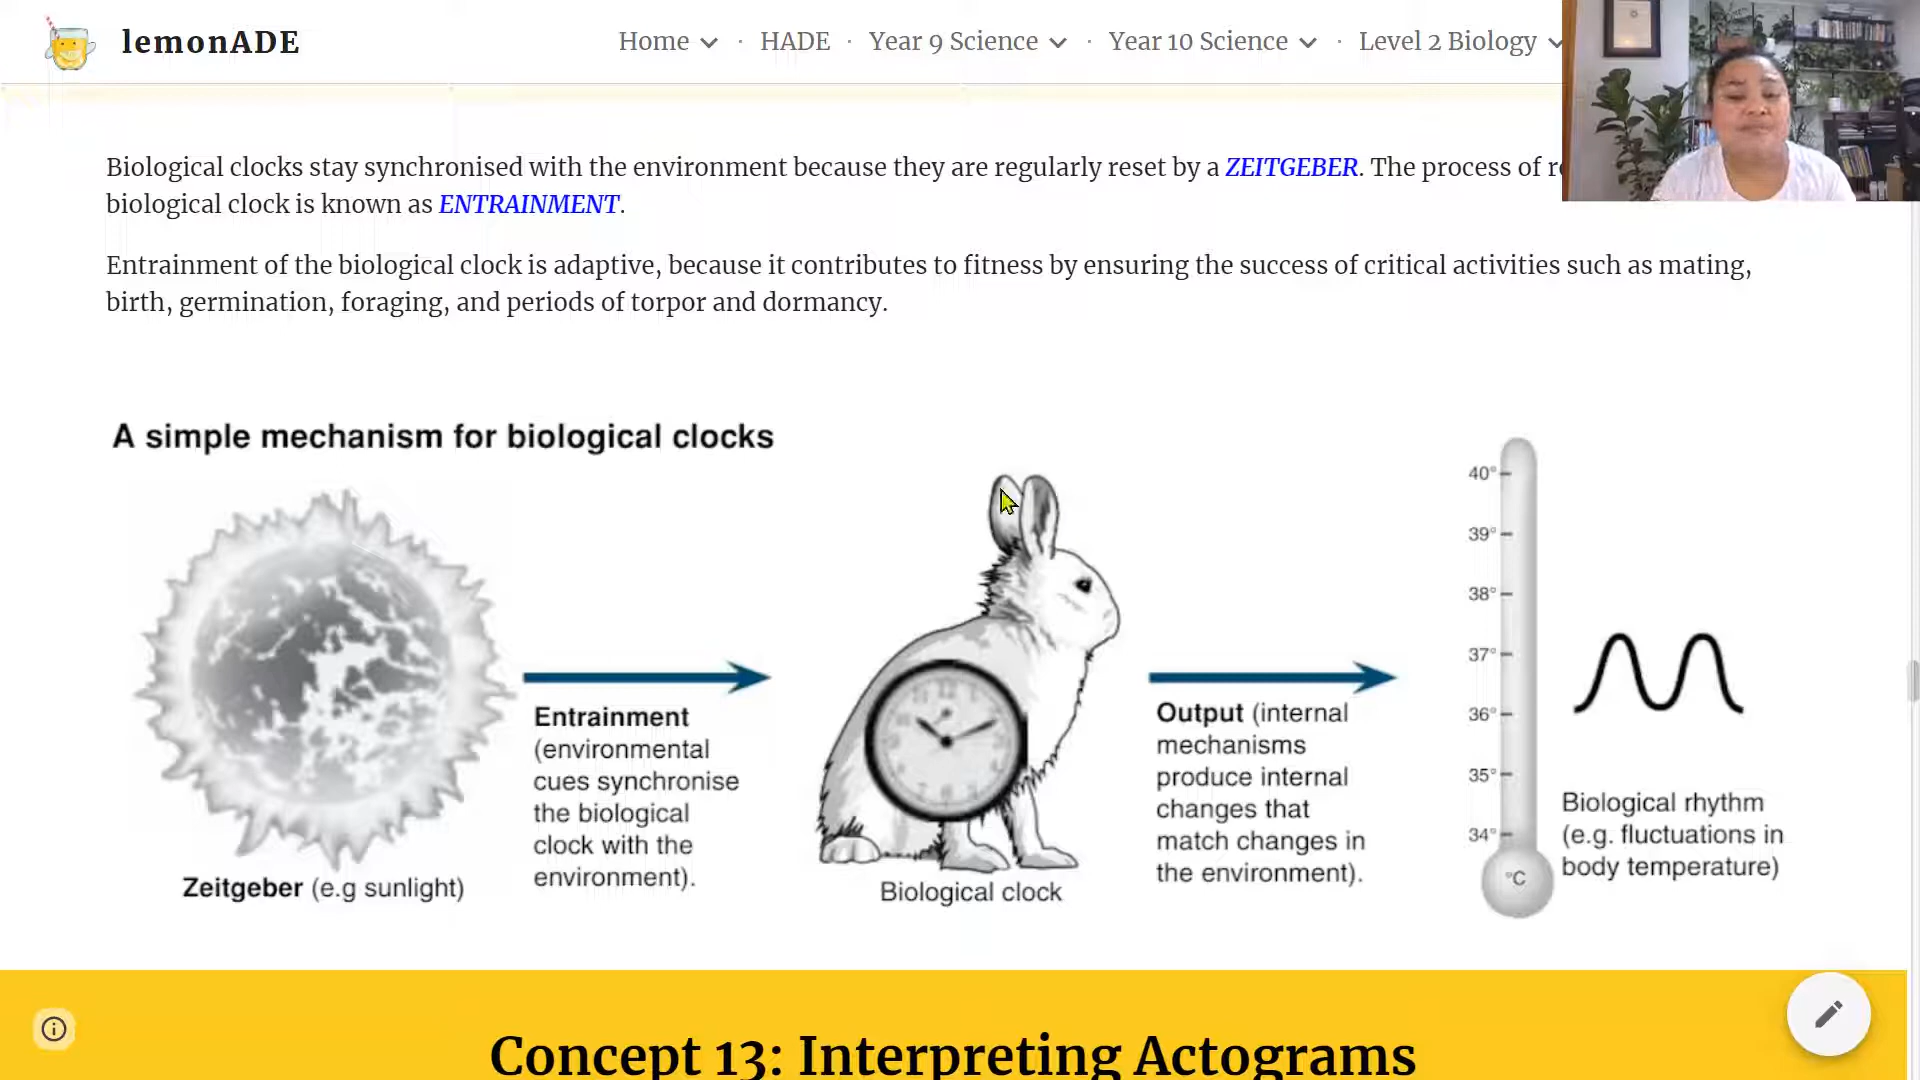 lemonADE
Home · HADE · Year 9 Science · Year 10 Science · Level 2 Biology
Biological clocks stay synchronised with the environment because they are regularly reset by a ZEITGEBER. The process of
biological clock is known as ENTRAINMENT.
Entrainment of the biological clock is adaptive, because it contributes to fitness by ensuring the success of critical activities such as mating,
birth, germination, foraging, and periods of torpor and dormancy.
A simple mechanism for biological clocks
Zeitgeber (e.g sunlight)
Entrainment
(environmental
cues synchronise
the biological
clock with the
environment).
Biological clock
Output (internal
mechanisms
produce internal
changes that
match changes in
the environment).
40°
39°
38°
37°
36°
35°
34°
°C
Biological rhythm
(e.g. fluctuations in
body temperature)
Concept 13: Interpreting Actograms